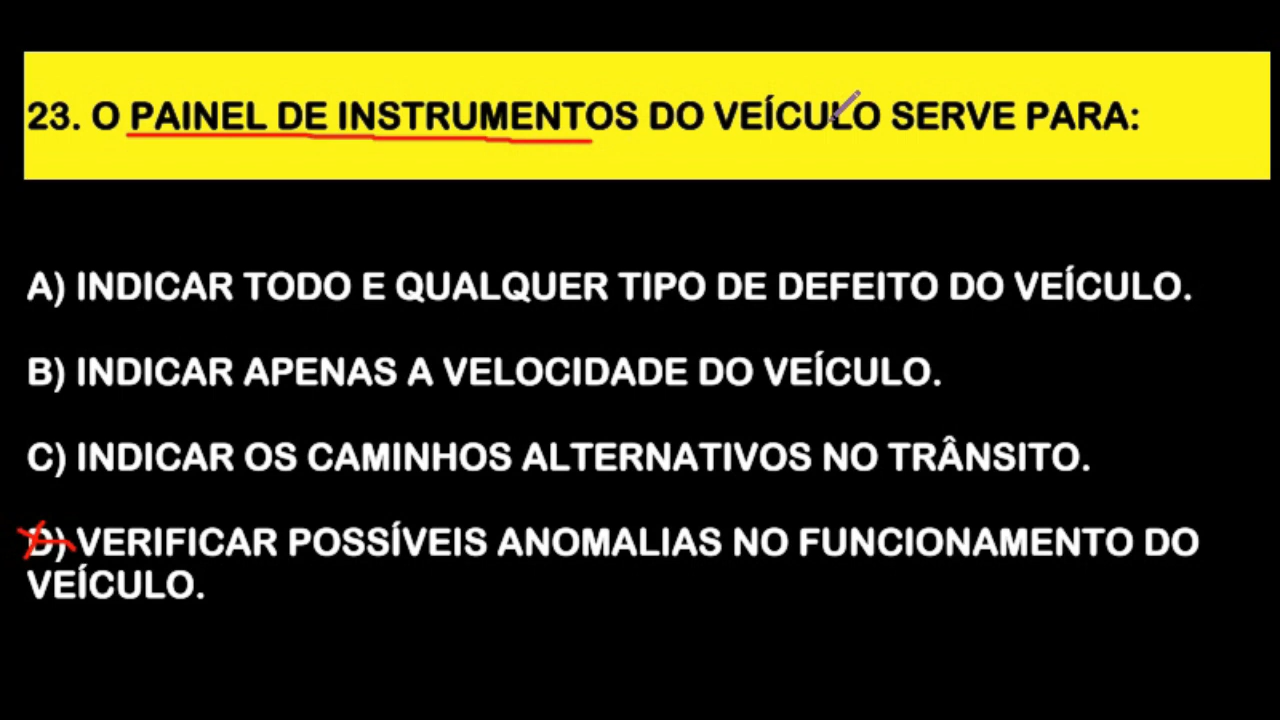 23. O PAINEL DE INSTRUMENTOS DO VEÍCULO SERVE PARA:
A) INDICAR TODO E QUALQUER TIPO DE DEFEITO DO VEÍCULO.
B) INDICAR APENAS A VELOCIDADE DO VEÍCULO.
C) INDICAR OS CAMINHOS ALTERNATIVOS NO TRÂNSITO.
D) VERIFICAR POSSÍVEIS ANOMALIAS NO FUNCIONAMENTO DO
VEÍCULO.